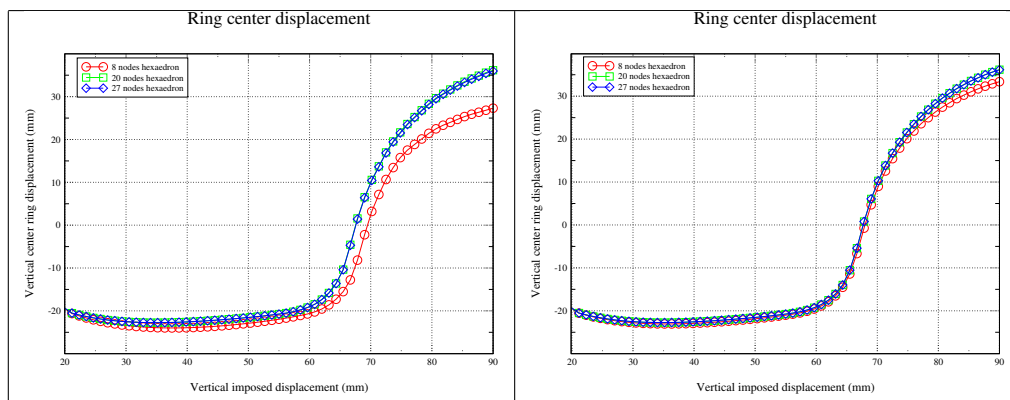 Ring center displacement
8 nodes hexaedron
20 nodes hexaedron
27 nodes hexaedron
30
20
10
0
-10
-20
20 30 40 50 60 70 80 90
Vertical center ring displacement (mm)
Vertical imposed displacement (mm)
Ring center displacement
8 nodes hexaedron
20 nodes hexaedron
27 nodes hexaedron
30
20
10
0
-10
-20
20 30 40 50 60 70 80 90
Vertical center ring displacement (mm)
Vertical imposed displacement (mm)